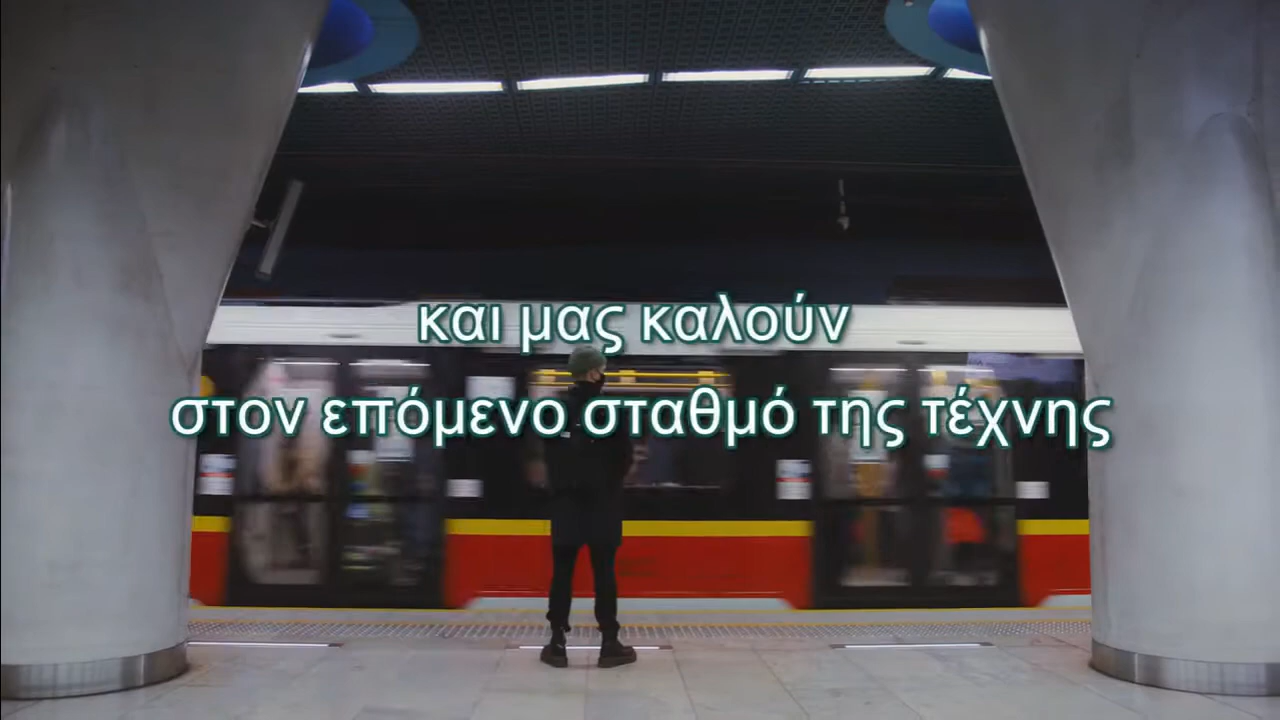 και μας καλούν
στον επόμενο σταθμό της τέχνης